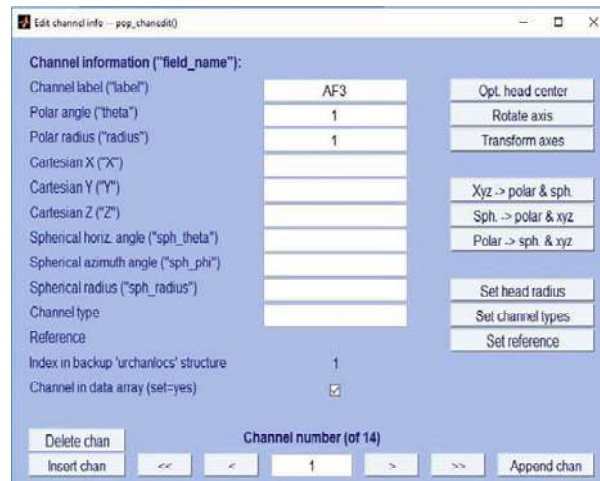 Edit channel info -- pop_chanedit()
Channel information ("field_name"):
Channel label ("label") AF3 Opt. head center
Polar angle ("theta") 1 Rotate axis
Polar radius ("radius") 1 Transform axes
Cartesian X ("X")
Cartesian Y ("Y") Xyz -> polar & sph.
Cartesian Z ("Z") Sph. -> polar & xyz
Spherical horiz. angle ("sph_theta") Polar -> sph. & xyz
Spherical azimuth angle ("sph_phi")
Spherical radius ("sph_radius") Set head radius
Channel type Set channel types
Reference Set reference
Index in backup 'urchanlocs' structure 1
Channel in data array (set=yes)
Delete chan Channel number (of 14)
Insert chan << < 1 > >> Append chan